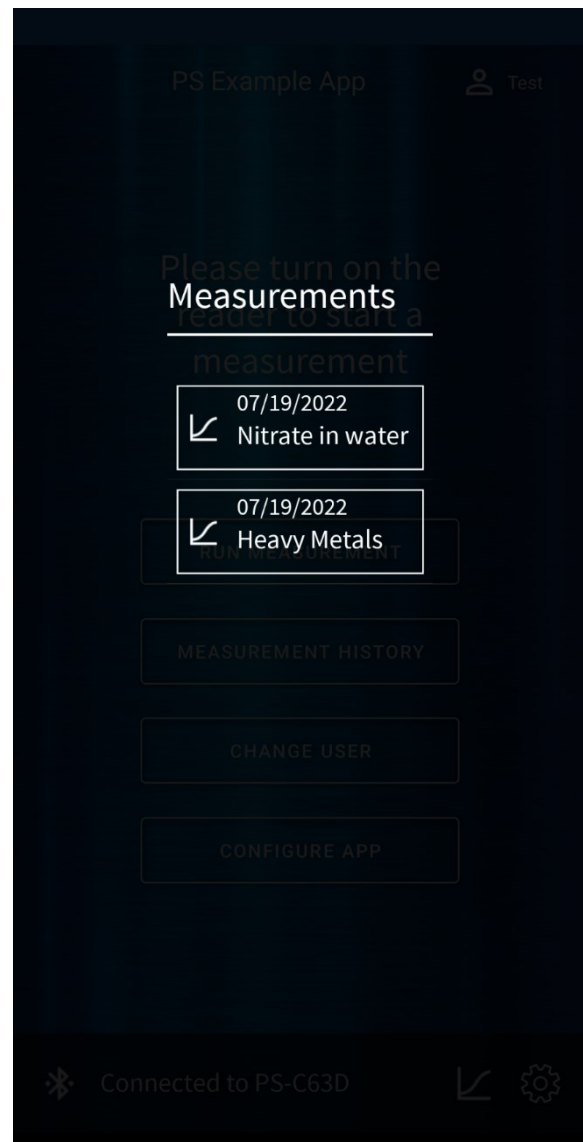 PS Example App
Test
Please turn on the
Measurements
reader to start a
measurement
07/19/2022
Nitrate in water
07/19/2022
Heavy Metals
RUN MEASUREMENT
MEASUREMENT HISTORY
CHANGE USER
CONFIGURE APP
Connected to PS-C63D